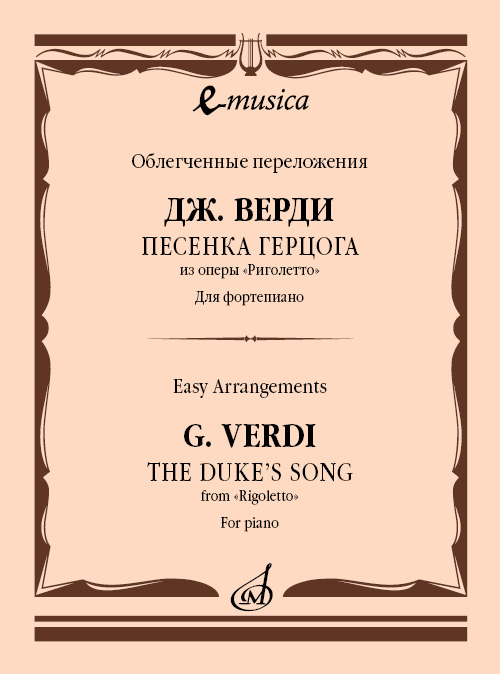 e-musica
Облегченные переложения
ДЖ. ВЕРДИ
ПЕСЕНКА ГЕРЦОГА
из оперы «Риголетто»
Для фортепиано
Easy Arrangements
G. VERDI
THE DUKE'S SONG
from «Rigoletto»
For piano